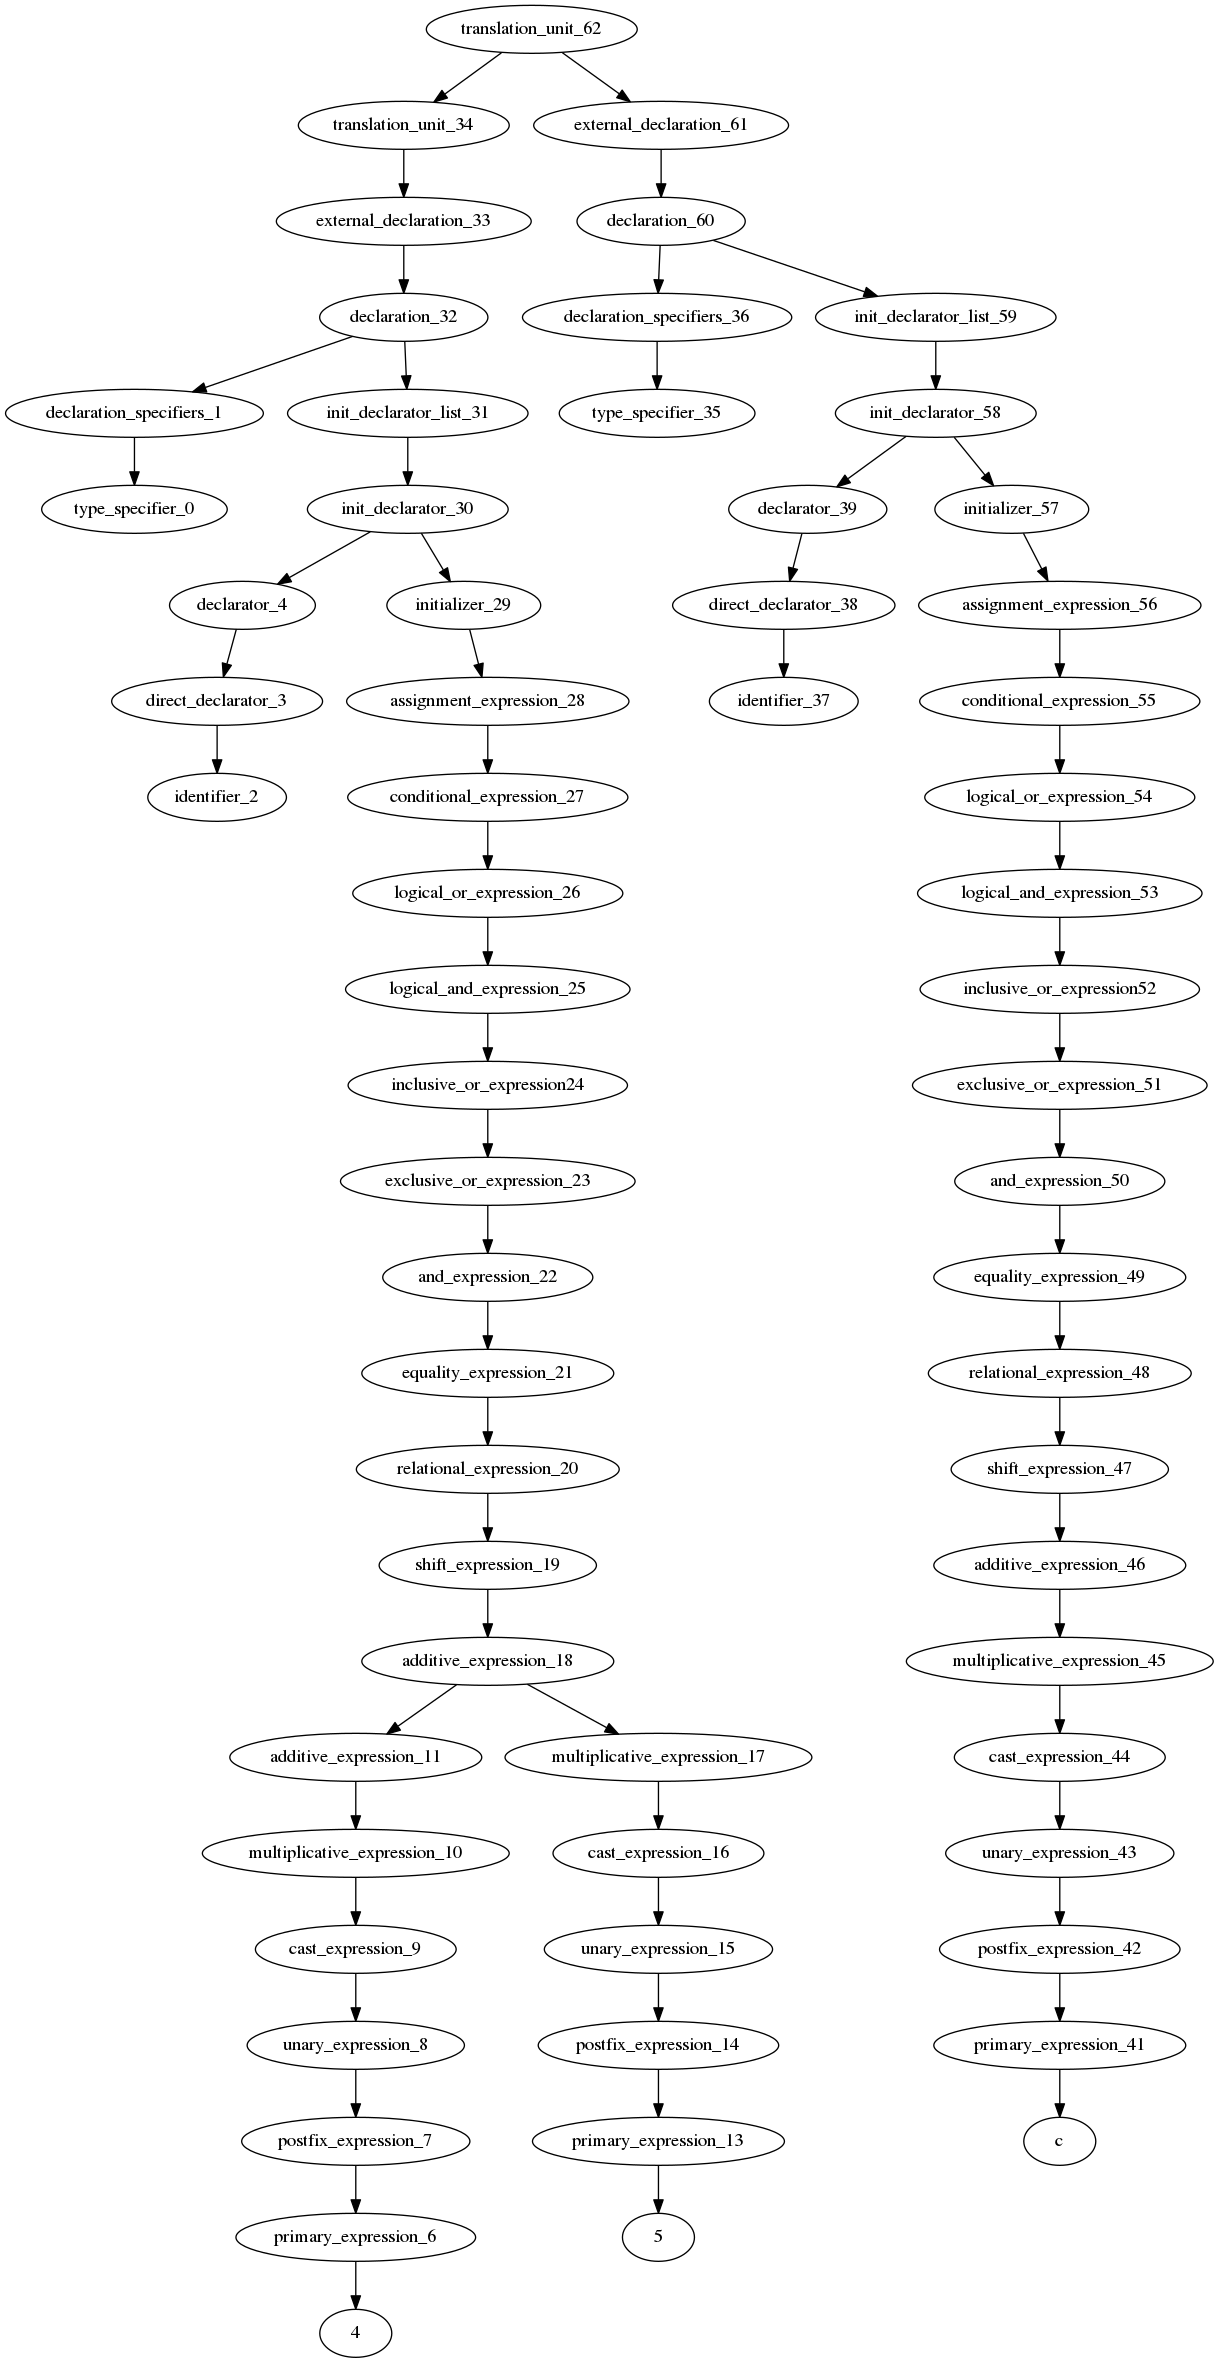 translation_unit_62
translation_unit_34
external_declaration_61
external_declaration_33
declaration_60
declaration_32
declaration_specifiers_36
init_declarator_list_59
declaration_specifiers_1
init_declarator_list_31
type_specifier_35
init_declarator_58
type_specifier_0
init_declarator_30
declarator_39
initializer_57
declarator_4
initializer_29
direct_declarator_38
assignment_expression_56
direct_declarator_3
assignment_expression_28
identifier_37
conditional_expression_55
identifier_2
conditional_expression_27
logical_or_expression_54
logical_or_expression_26
logical_and_expression_53
logical_and_expression_25
inclusive_or_expression52
inclusive_or_expression24
exclusive_or_expression_51
exclusive_or_expression_23
and_expression_50
and_expression_22
equality_expression_49
equality_expression_21
relational_expression_48
relational_expression_20
shift_expression_47
shift_expression_19
additive_expression_46
additive_expression_18
multiplicative_expression_45
additive_expression_11
multiplicative_expression_17
cast_expression_44
multiplicative_expression_10
cast_expression_16
unary_expression_43
cast_expression_9
unary_expression_15
postfix_expression_42
unary_expression_8
postfix_expression_14
primary_expression_41
postfix_expression_7
primary_expression_13
c
primary_expression_6
5
4